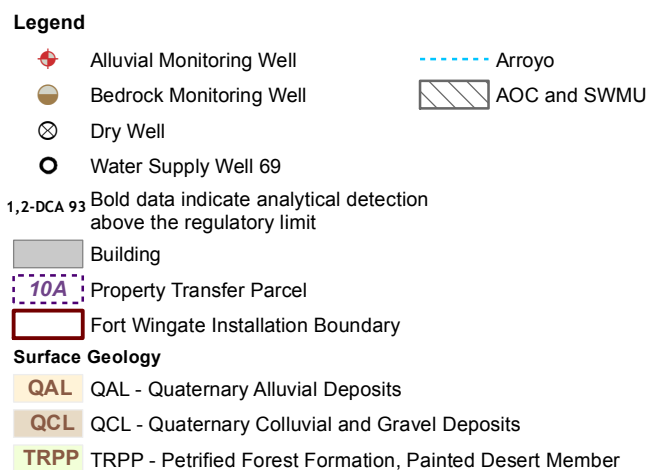 Legend
Alluvial Monitoring Well
Arroyo
Bedrock Monitoring Well
AOC and SWMU
Dry Well
Water Supply Well 69
1,2-DCA 93 Bold data indicate analytical detection
above the regulatory limit
Building
10A Property Transfer Parcel
Fort Wingate Installation Boundary
Surface Geology
QAL QAL - Quaternary Alluvial Deposits
QCL QCL - Quaternary Colluvial and Gravel Deposits
TRPP TRPP - Petrified Forest Formation, Painted Desert Member